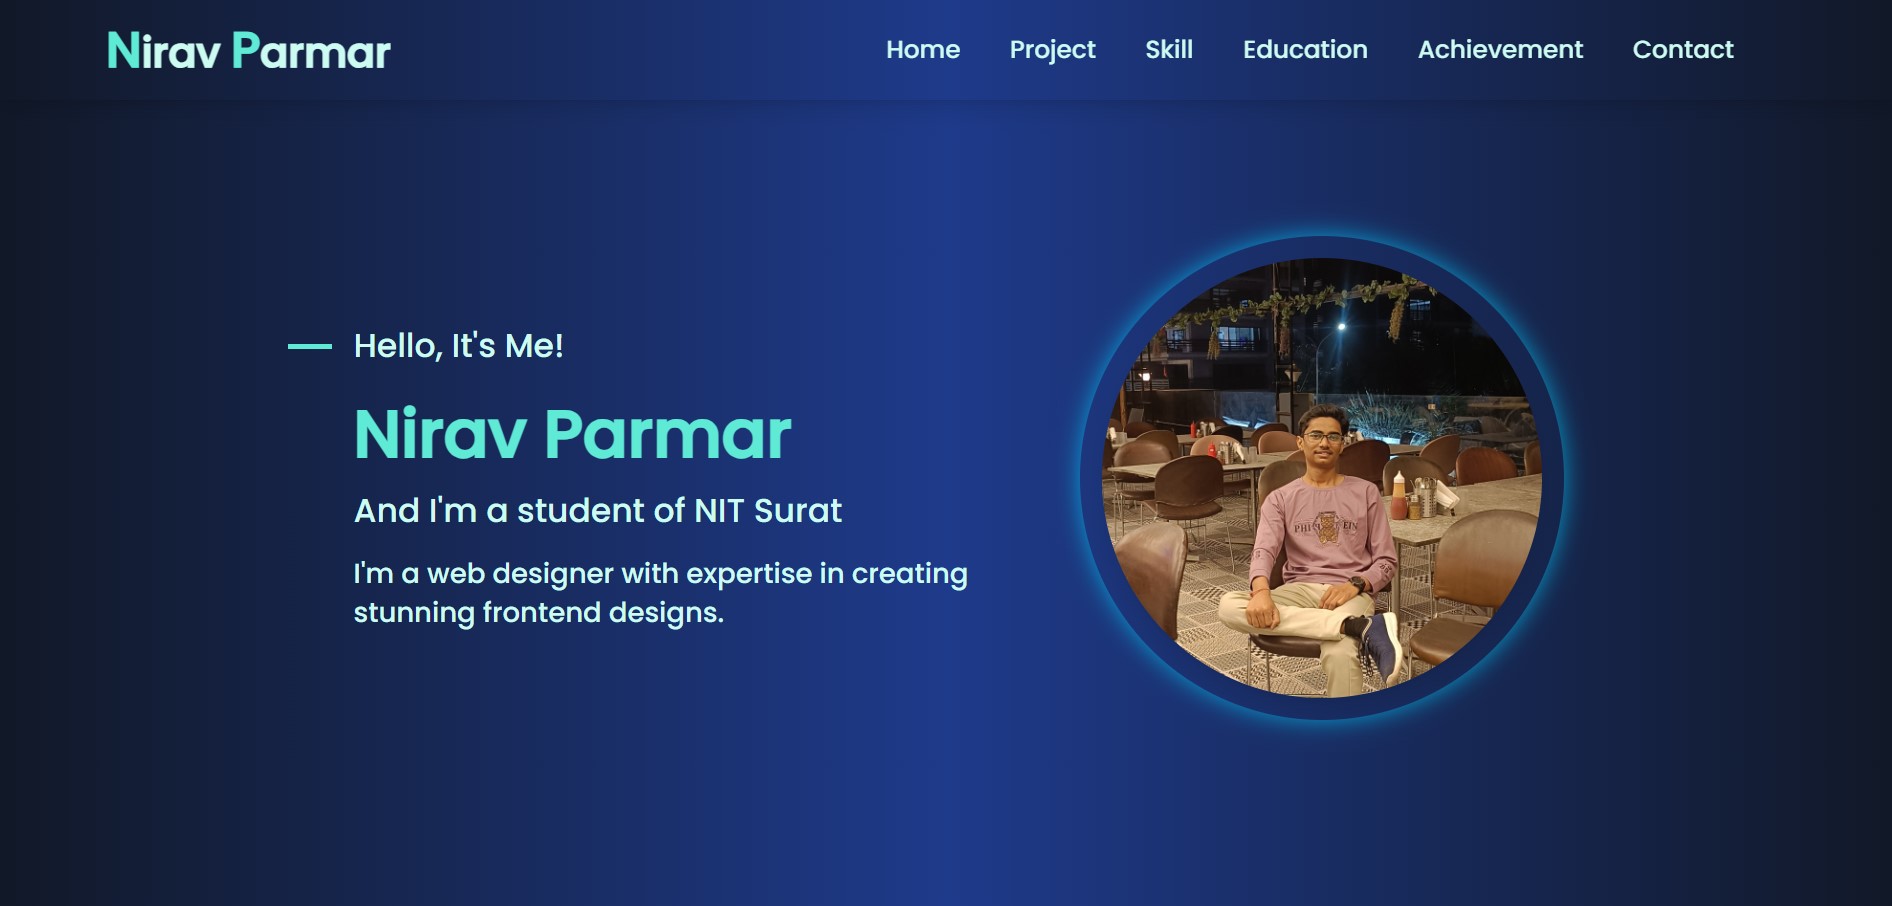 Nirav Parmar
Home Project Skill Education Achievement Contact
Hello, It's Me!
Nirav Parmar
And I'm a student of NIT Surat
I'm a web designer with expertise in creating
stunning frontend designs.